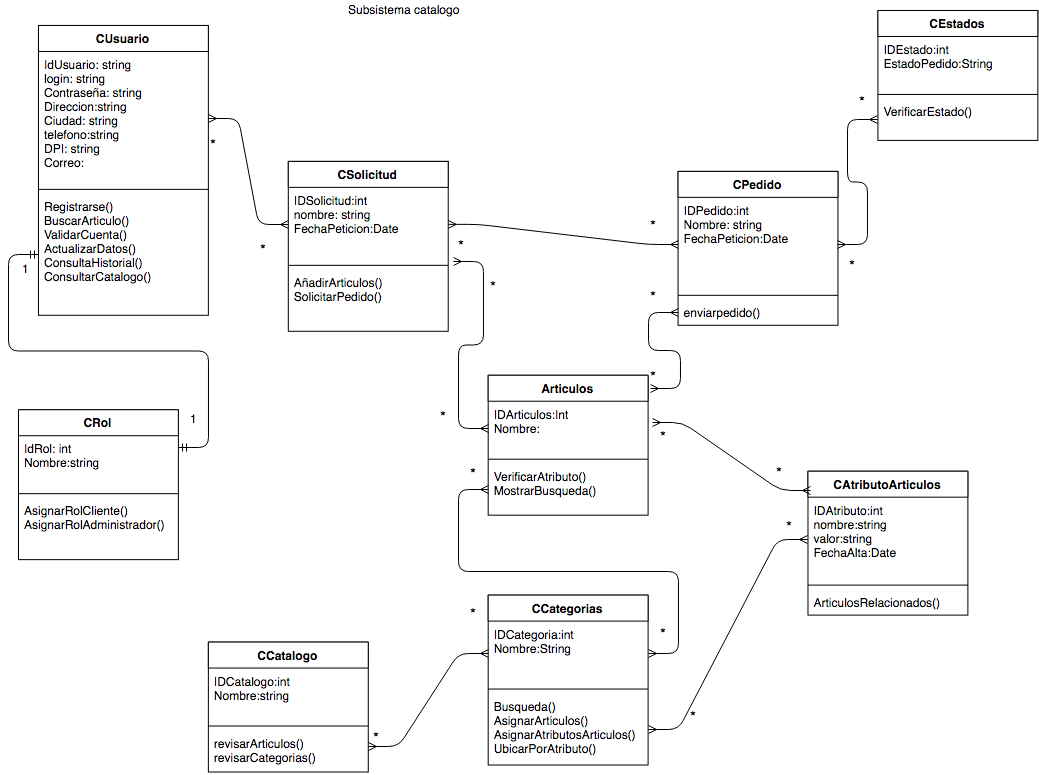 Subsistema catalogo
CUsuario
IdUsuario: string
login: string
Contraseña: string
Direccion:string
Ciudad: string
telefono:string
DPI: string
Correo:
Registrarse()
BuscarArticulo()
ValidarCuenta()
ActualizarDatos()
ConsultaHistorial()
ConsultarCatalogo()
*
1
CEstados
IDEstado:int
EstadoPedido:String
VerificarEstado()
*
CSolicitud
IDSolicitud:int
nombre: string
FechaPeticion:Date
AñadirArticulos()
SolicitarPedido()
*
*
*
CPedido
IDPedido:int
Nombre: string
FechaPeticion:Date
enviarpedido()
*
*
*
Articulos
IDArticulos:Int
Nombre:
VerificarAtributo()
MostrarBusqueda()
*
*
*
*
CRol
IdRol: int
Nombre:string
AsignarRolCliente()
AsignarRolAdministrador()
1
CAtributoArticulos
IDAtributo:int
nombre:string
valor:string
FechaAlta:Date
ArticulosRelacionados()
*
*
CCategorias
IDCategoria:int
Nombre:String
Busqueda()
AsignarArticulos()
AsignarAtributosArticulos()
UbicarPorAtributo()
*
*
*
CCatalogo
IDCatalogo:int
Nombre:string
revisarArticulos()
revisarCategorias()
*